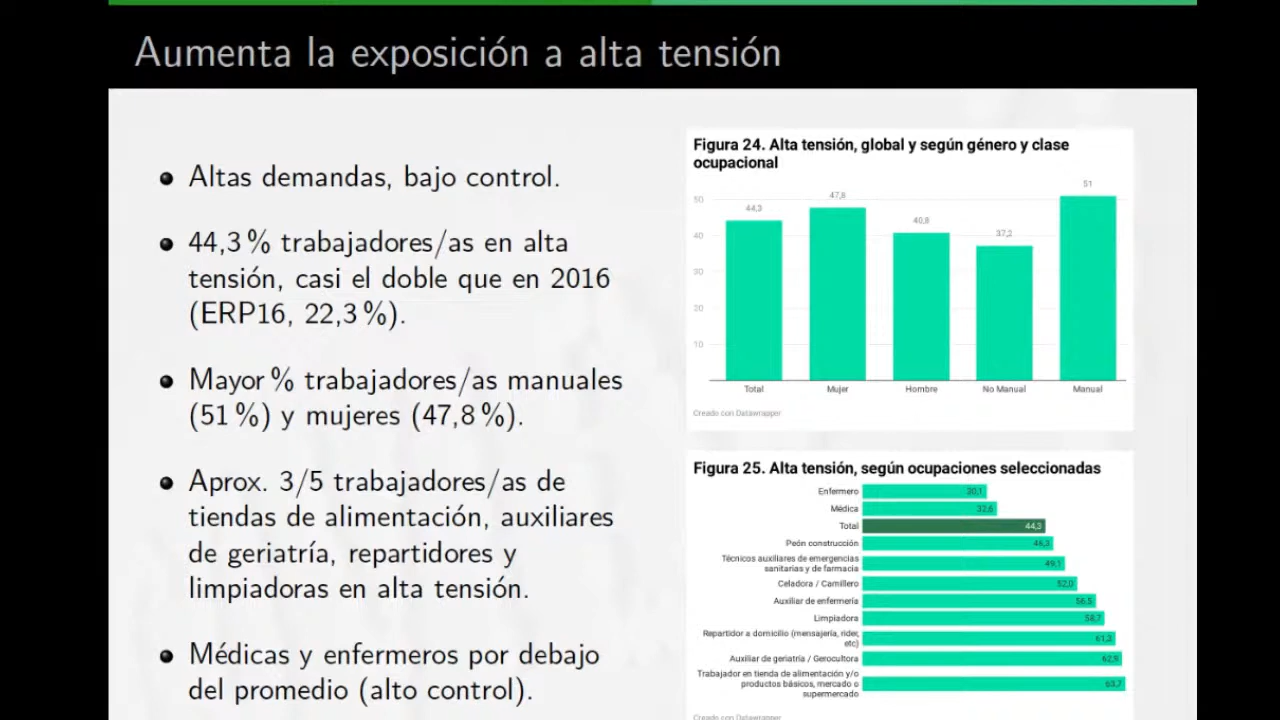 Aumenta la exposición a alta tensión
Altas demandas, bajo control.
44,3 % trabajadores/as en alta
tensión, casi el doble que en 2016
(ERP16, 22,3 %).
Mayor % trabajadores/as manuales
(51 %) y mujeres (47,8 %).
Aprox. 3/5 trabajadores/as de
tiendas de alimentación, auxiliares
de geriatría, repartidores y
limpiadoras en alta tensión.
Médicas y enfermeros por debajo
del promedio (alto control).
Figura 24. Alta tensión, global y según género y clase
ocupacional
50
40
30
20
10
44,3
47,8
40,8
37,2
51
Total
Mujer
Hombre
No Manual
Manual
Creado con Datawrapper
Figura 25. Alta tensión, según ocupaciones seleccionadas
Enfermero 30,1
Médica 32,6
Total 44,3
Peón construcción 46,3
Técnicos auxiliares de emergencias
sanitarias y de farmacia 49,1
Celadora / Camillero 52,0
Auxiliar de enfermería 56,5
Limpiadora 58,7
Repartidor a domicilio (mensajería, rider,
etc) 61,3
Auxiliar de geriatría / Gerocultora 62,9
Trabajador en tienda de alimentación y/o
productos básicos, mercado o
supermercado 63,7
Creado con Datawrapper